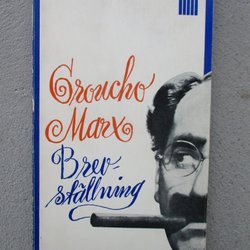 Groucho
Marx
Brev-
ställning